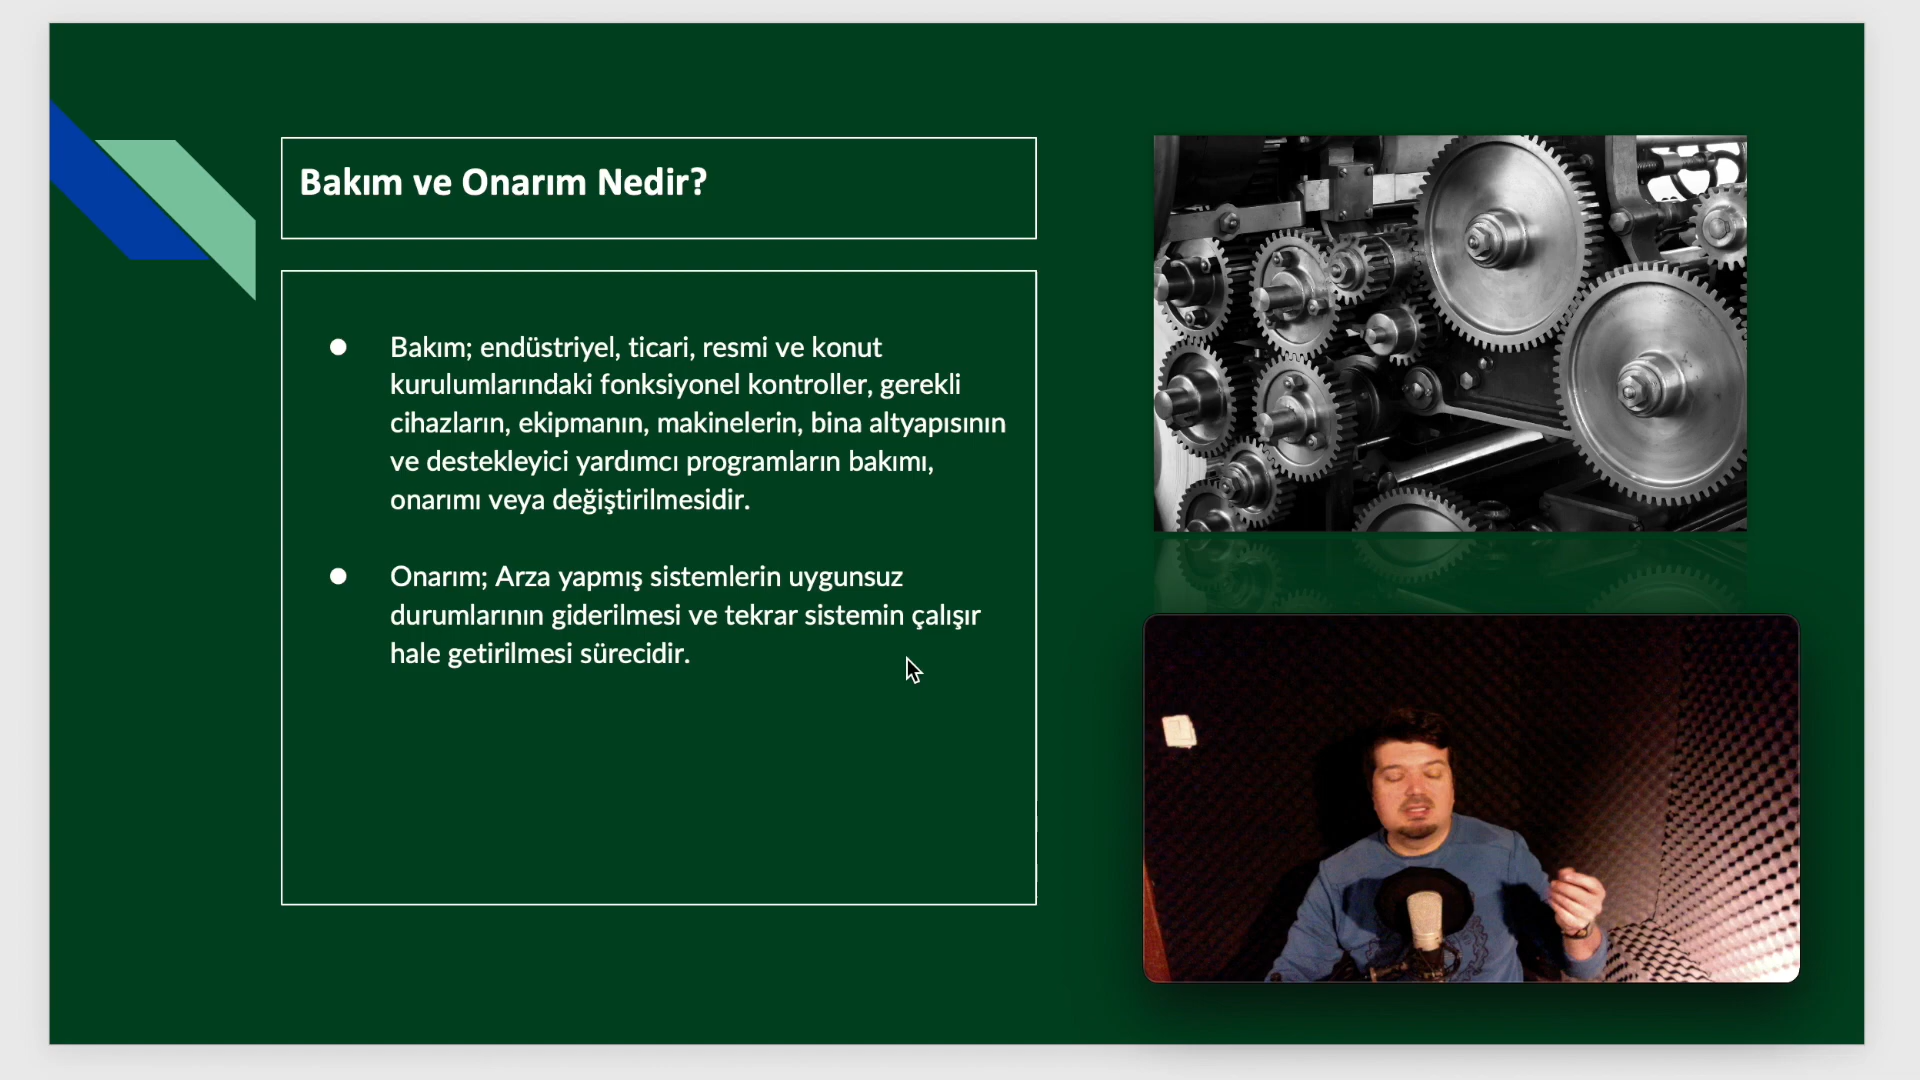 Bakım ve Onarım Nedir?
Bakım; endüstriyel, ticari, resmi ve konut
kurulumlarındaki fonksiyonel kontroller, gerekli
cihazların, ekipmanın, makinelerin, bina altyapısının
ve destekleyici yardımcı programların bakımı,
onarımı veya değiştirilmesidir.
Onarım; Arza yapmış sistemlerin uygunsuz
durumlarının giderilmesi ve tekrar sistemin çalışır
hale getirilmesi sürecidir.